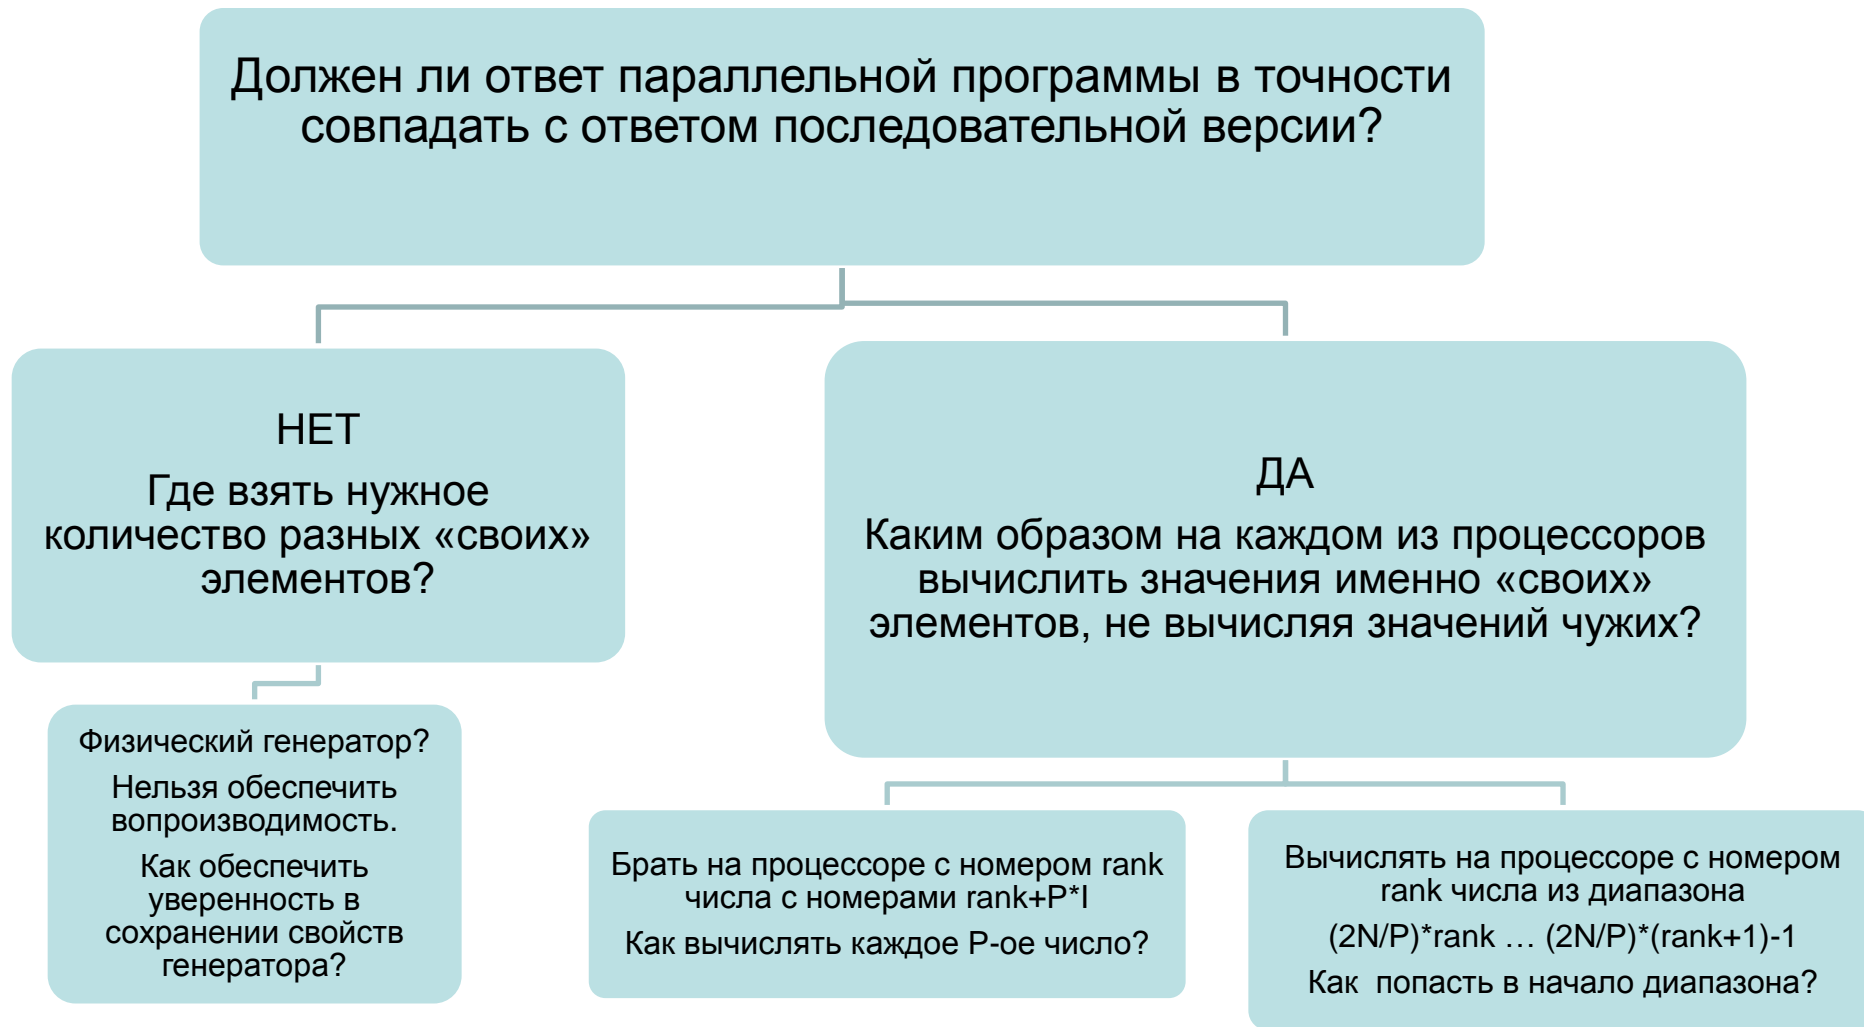 Должен ли ответ параллельной программы в точности
совпадать с ответом последовательной версии?
НЕТ
Где взять нужное
количество разных «своих»
элементов?
ДА
Каким образом на каждом из процессоров
вычислить значения именно «своих»
элементов, не вычисляя значений чужих?
Физический генератор?
Нельзя обеспечить
вопроизводимость.
Как обеспечить
уверенность в
сохранении свойств
генератора?
Брать на процессоре с номером rank
числа с номерами rank+P*I
Как вычислять каждое P-ое число?
Вычислять на процессоре с номером
rank числа из диапазона
(2N/P)*rank … (2N/P)*(rank+1)-1
Как попасть в начало диапазона?